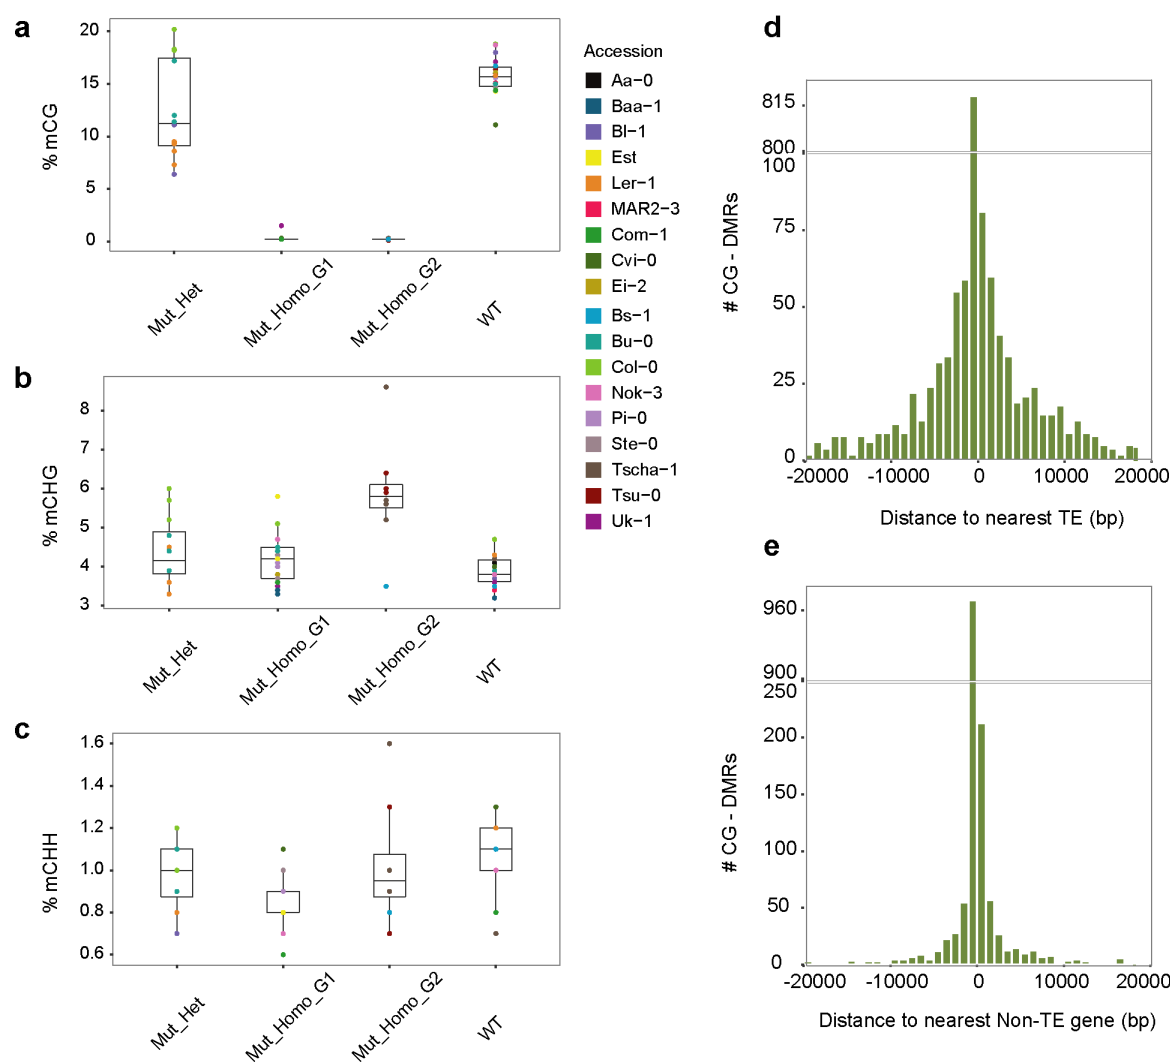 a
% mCG
20
15
10
5
0
Mut_Het
Mut_Homo_G1
Mut_Homo_G2
WT
b
% mCHG
8
7
6
5
4
3
Mut_Het
Mut_Homo_G1
Mut_Homo_G2
WT
c
% mCHH
1.6
1.4
1.2
1.0
0.8
0.6
Mut_Het
Mut_Homo_G1
Mut_Homo_G2
WT
Accession
Aa−0
Baa−1
Bl−1
Est
Ler−1
MAR2−3
Com−1
Cvi−0
Ei−2
Bs−1
Bu−0
Col−0
Nok−3
Pi−0
Ste−0
Tscha−1
Tsu−0
Uk−1
d
# CG - DMRs
815
800
100
75
50
25
0
-20000 -10000 0 10000 20000
Distance to nearest TE (bp)
e
# CG - DMRs
960
900
250
200
150
100
50
0
-20000 -10000 0 10000 20000
Distance to nearest Non-TE gene (bp)